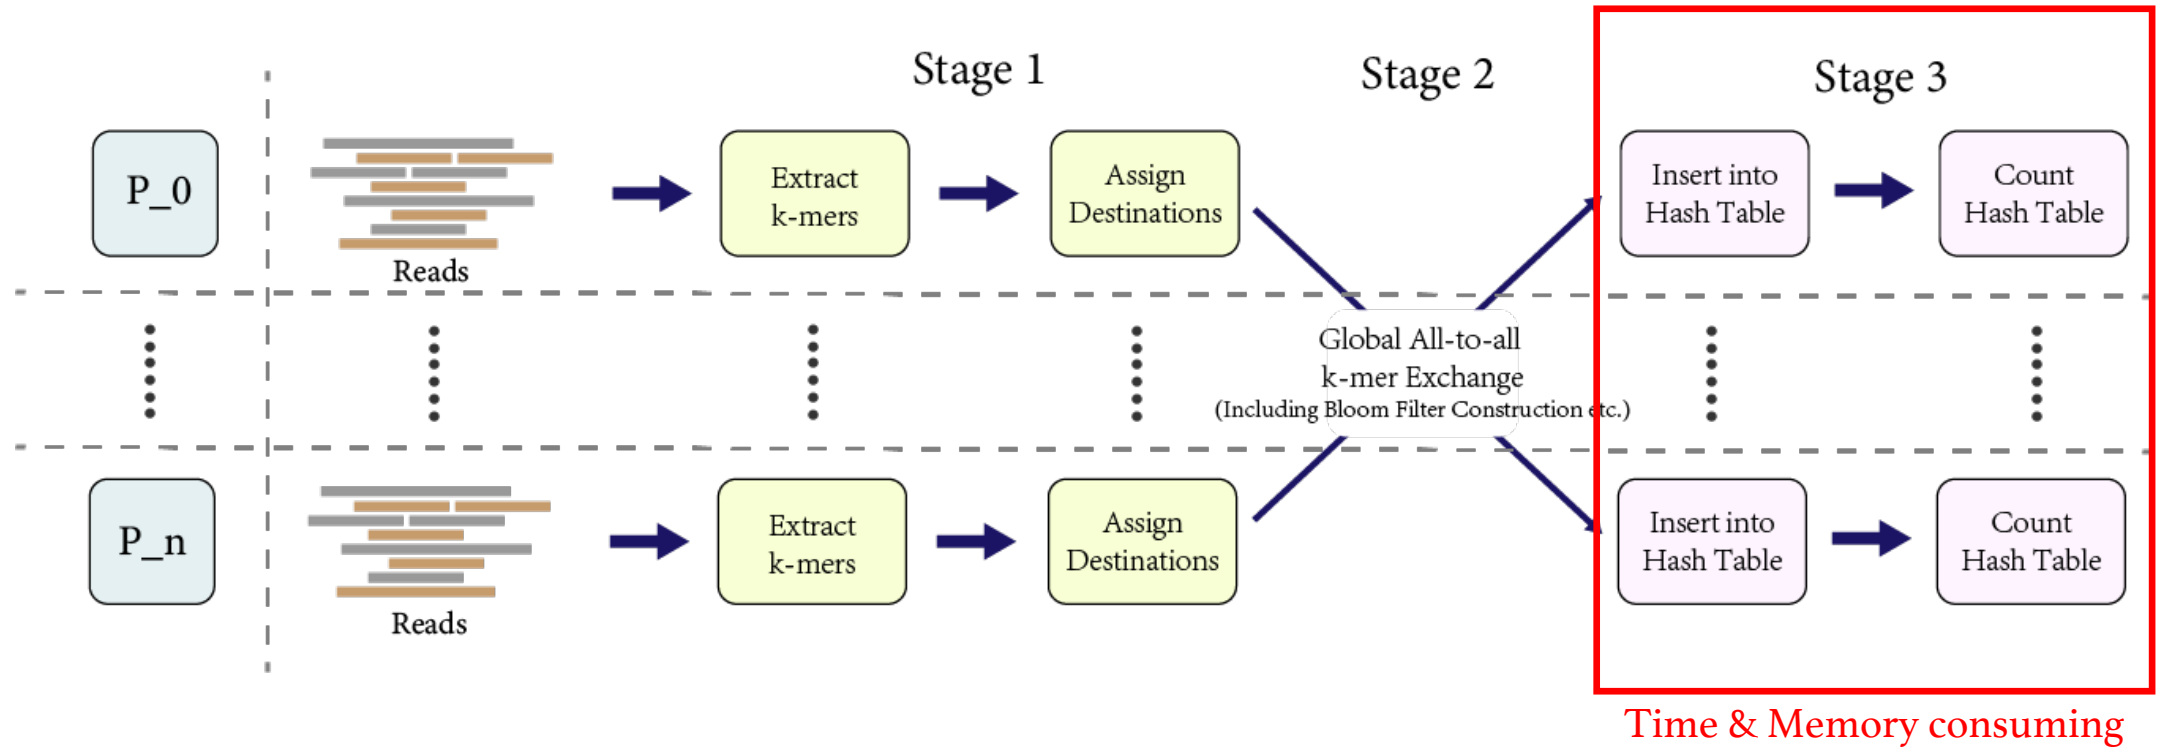 Stage 1
Stage 2
Stage 3
P_0
Reads
Extract
k-mers
Assign
Destinations
Insert into
Hash Table
Count
Hash Table
Global All-to-all
k-mer Exchange
(Including Bloom Filter Construction etc.)
P_n
Reads
Extract
k-mers
Assign
Destinations
Insert into
Hash Table
Count
Hash Table
Time & Memory consuming